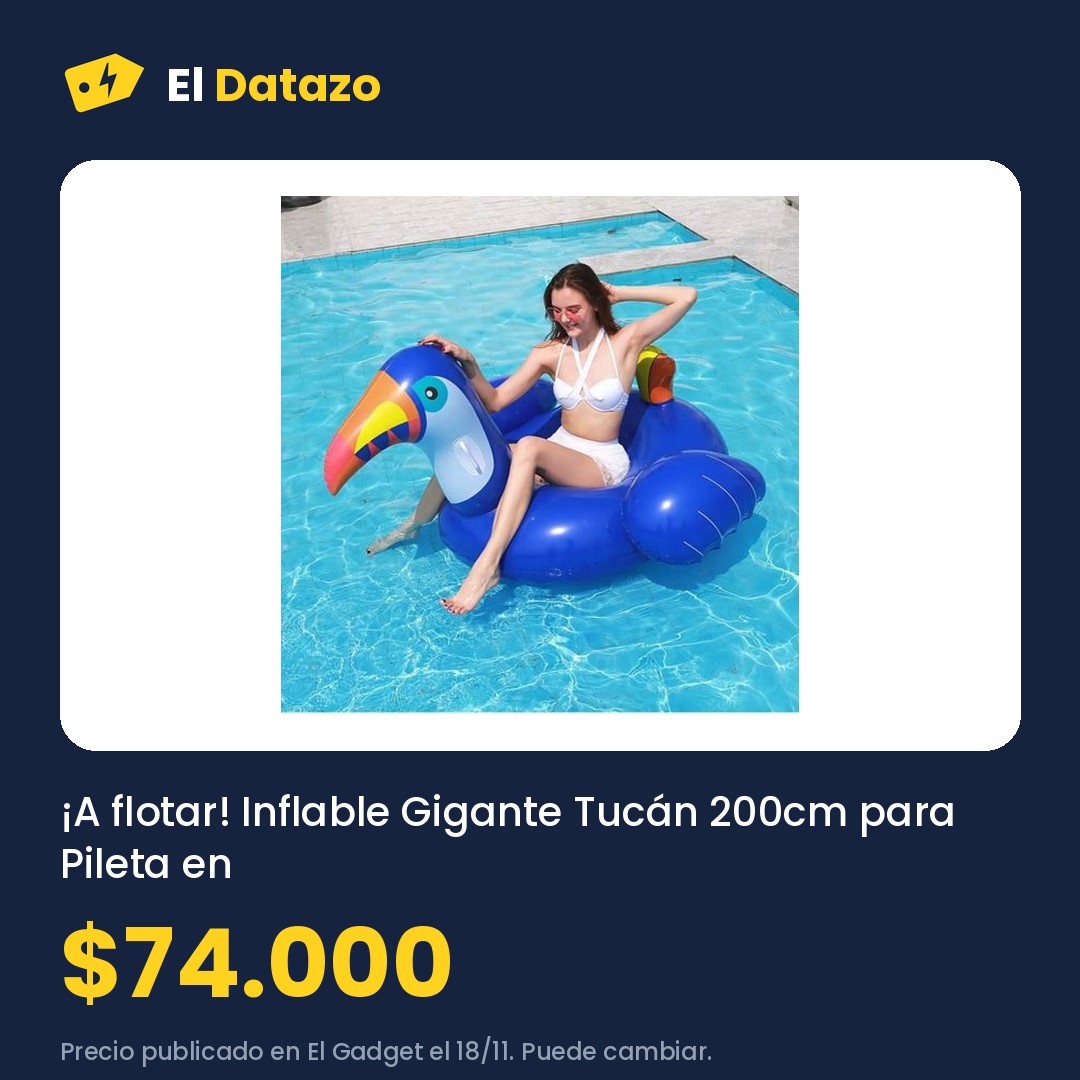 El Datazo
¡A flotar! Inflable Gigante Tucán 200cm para
Pileta en
$74.000
Precio publicado en El Gadget el 18/11. Puede cambiar.